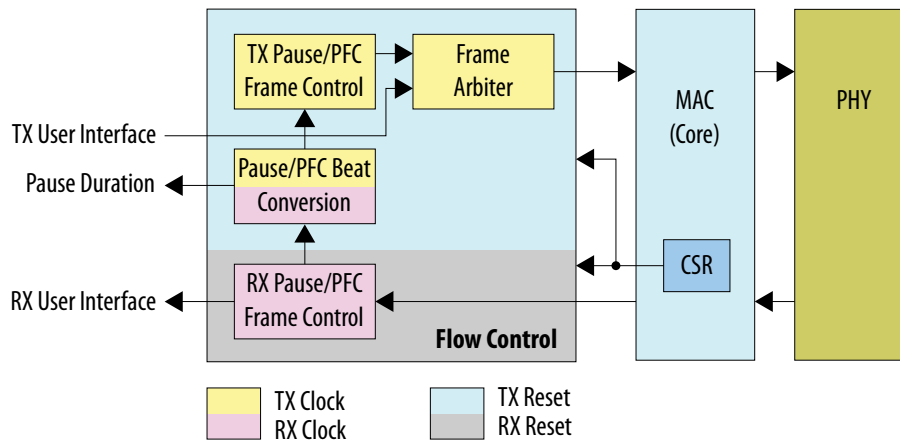 TX Pause/PFC
Frame Control
Frame
Arbiter
MAC
(Core)
PHY
TX User Interface
Pause/PFC Beat
Conversion
Pause Duration
CSR
RX Pause/PFC
Frame Control
RX User Interface
Flow Control
TX Clock
RX Clock
TX Reset
RX Reset